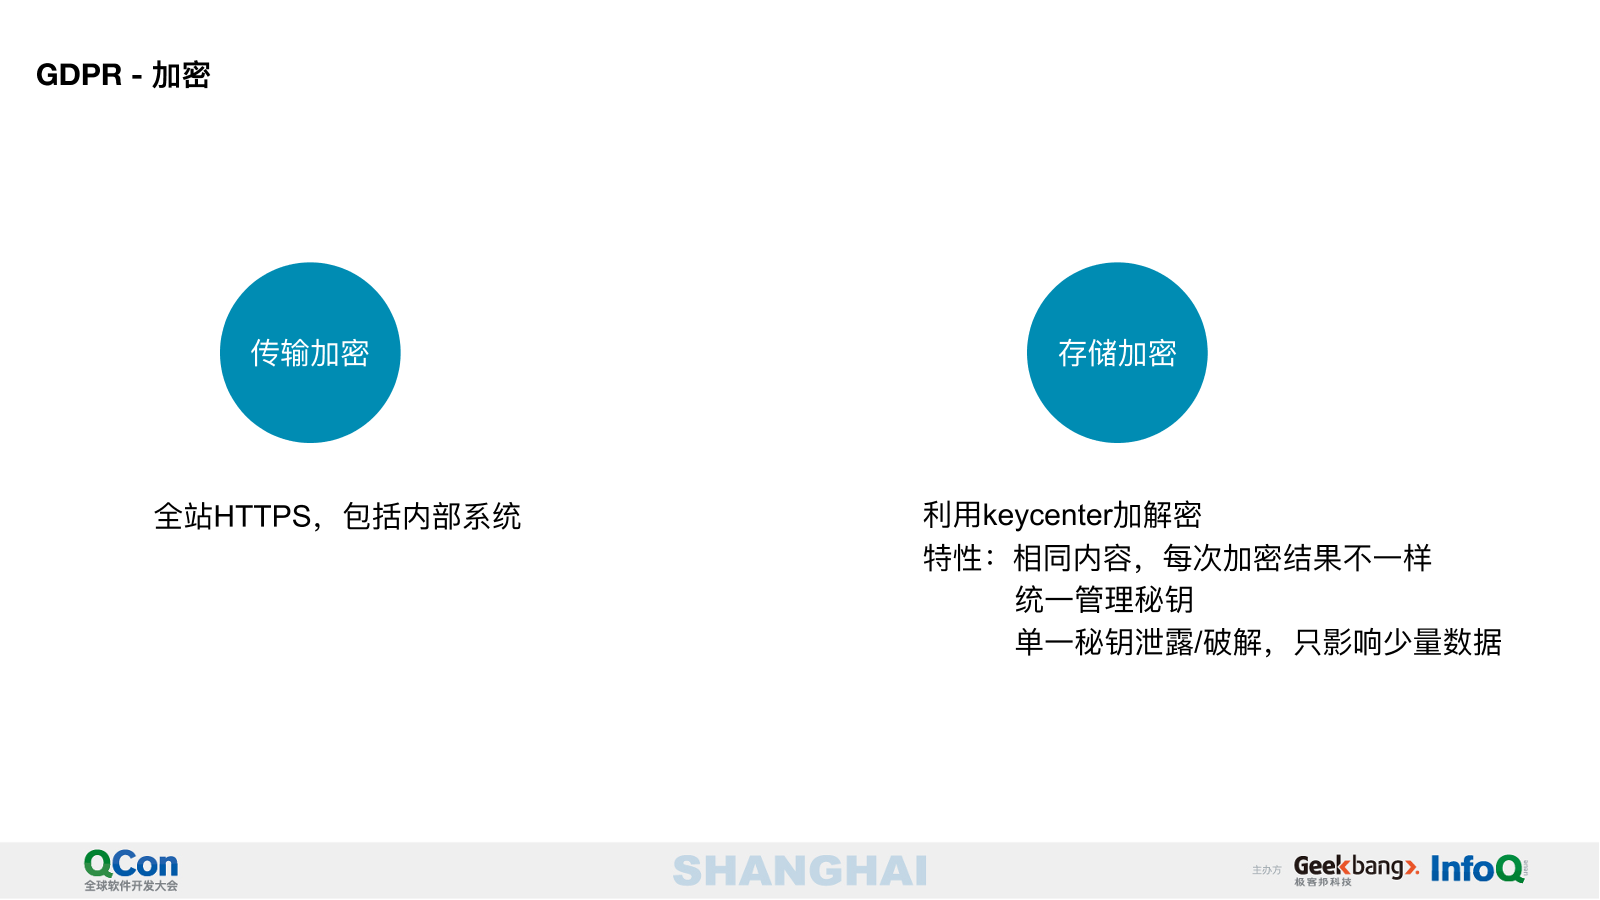 GDPR - 加密
传输加密
存储加密
全站HTTPS，包括内部系统
利用keycenter加解密
特性：相同内容，每次加密结果不一样
统一管理秘钥
单一秘钥泄露/破解，只影响少量数据
QCon
全球软件开发大会
SHANGHAI
主办方
Geekbang
极客邦科技
InfoQ